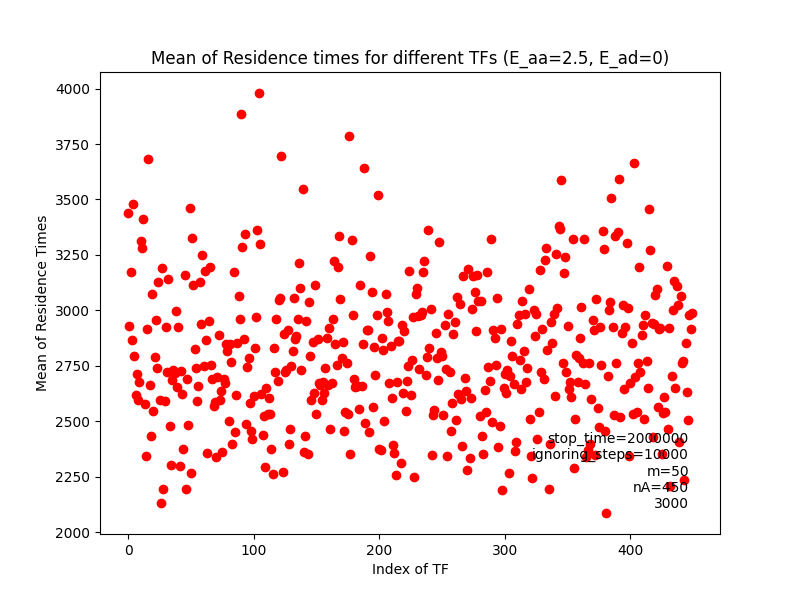 Mean of Residence times for different TFs (E_aa=2.5, E_ad=0)
Mean of Residence Times
4000
3750
3500
3250
3000
2750
2500
2250
2000
stop_time=2000000
ignoring_steps=10000
m=50
nA=450
3000
0 100 200 300 400
Index of TF